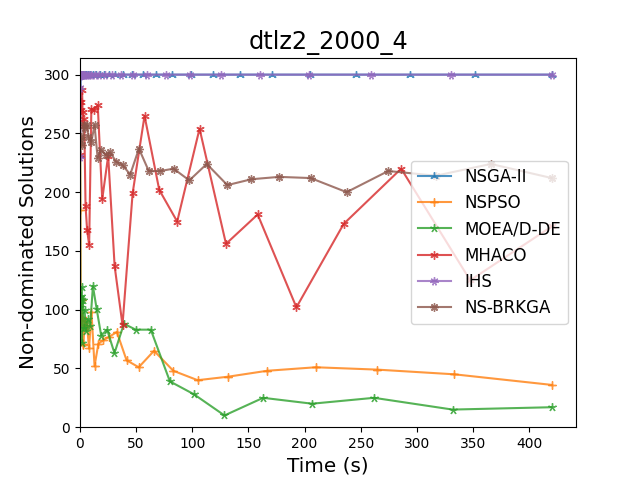 dtlz2_2000_4
Non-dominated Solutions
300
250
200
150
100
50
0
NSGA-II
NSPSO
MOEA/D-DE
MHACO
IHS
NS-BRKGA
0 50 100 150 200 250 300 350 400
Time (s)